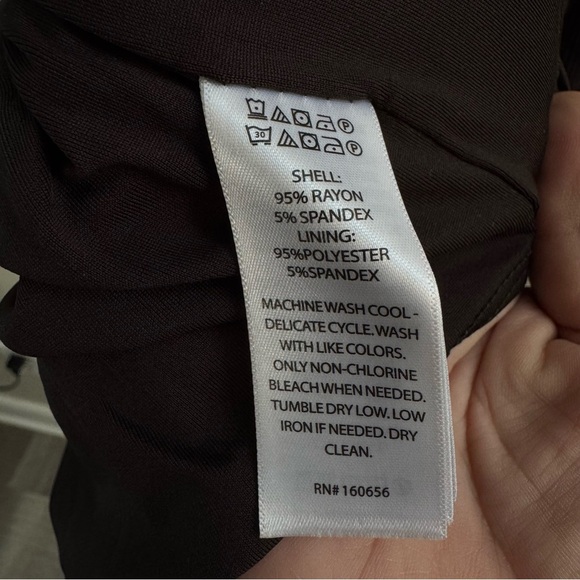 P
30 P
SHELL:
95% RAYON
5% SPANDEX
LINING:
95%POLYESTER
5%SPANDEX
MACHINE WASH COOL -
DELICATE CYCLE. WASH
WITH LIKE COLORS.
ONLY NON-CHLORINE
BLEACH WHEN NEEDED.
TUMBLE DRY LOW. LOW
IRON IF NEEDED. DRY
CLEAN.
RN# 160656